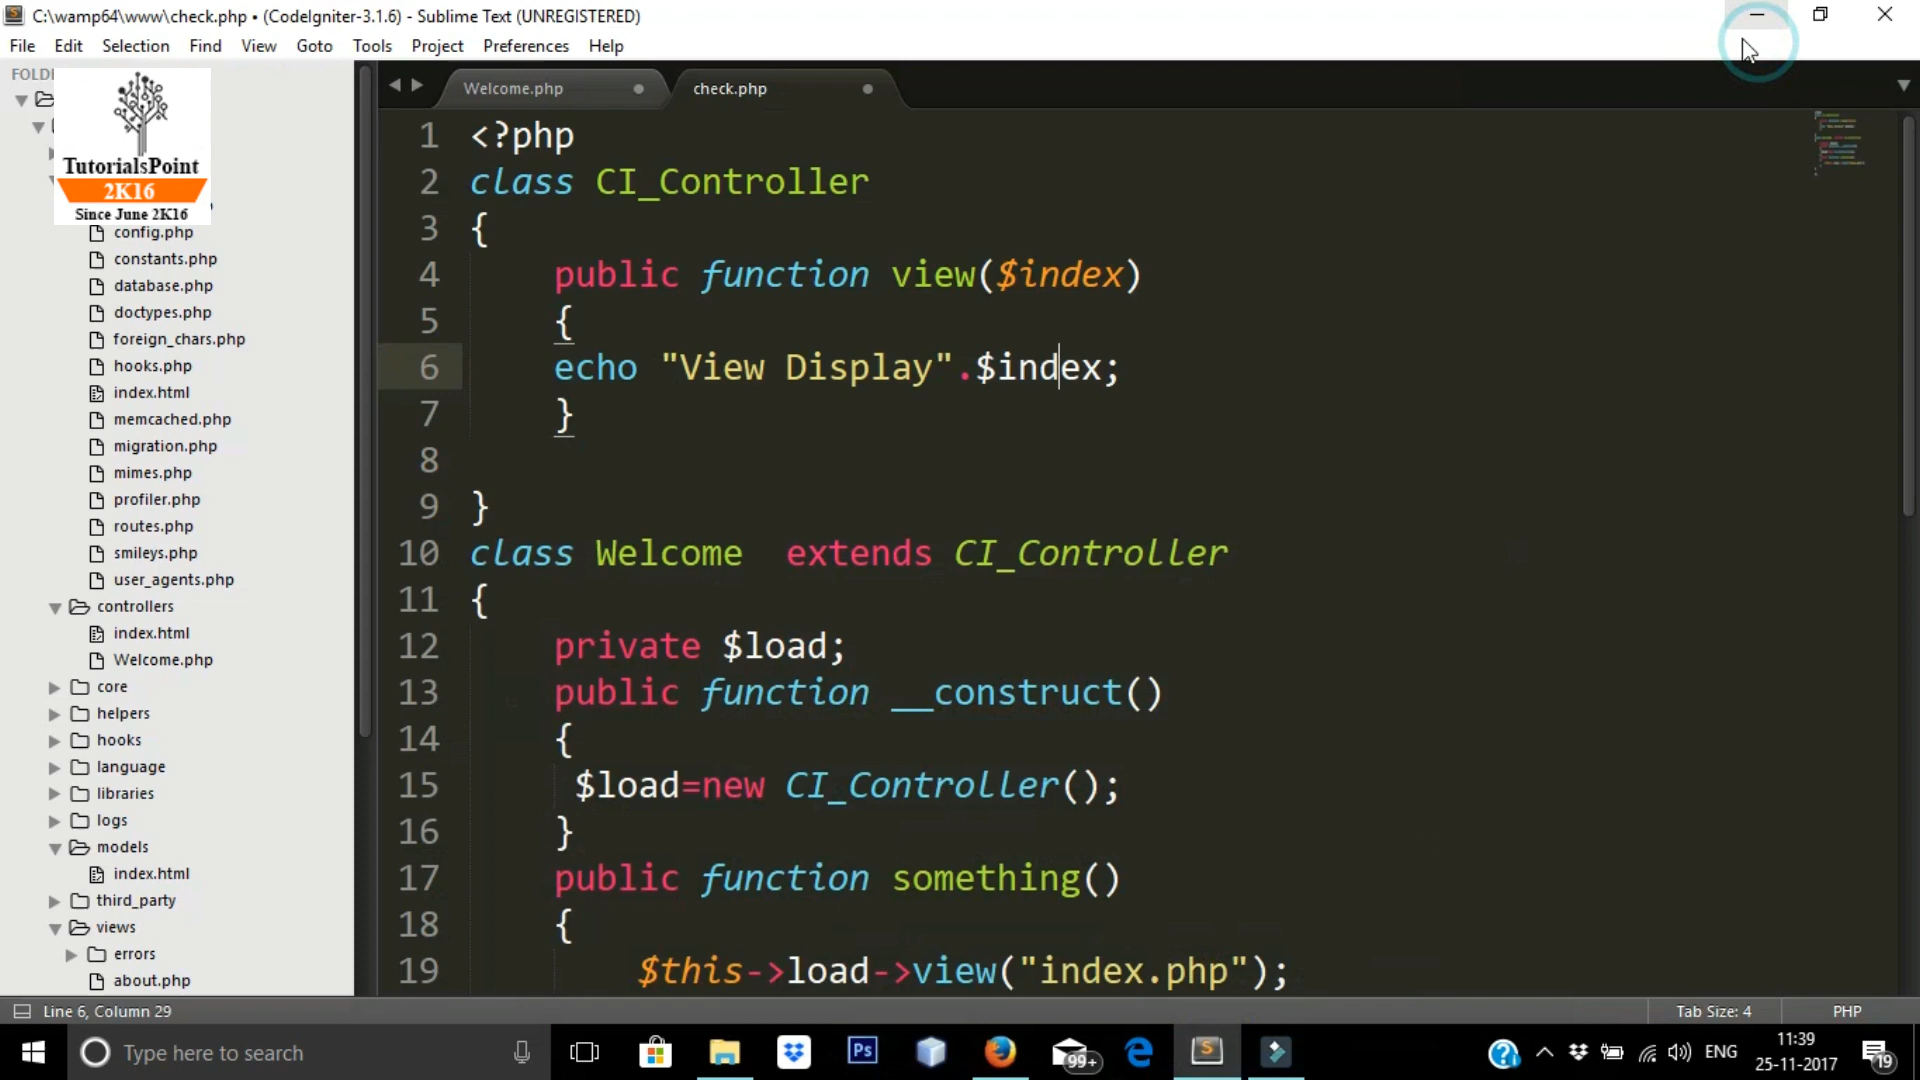 C:\wamp64\www\check.php • (CodeIgniter-3.1.6) - Sublime Text (UNREGISTERED)
File Edit Selection Find View Goto Tools Project Preferences Help
TutorialsPoint
2K16
Since June 2K16
config.php
constants.php
database.php
doctypes.php
foreign_chars.php
hooks.php
index.html
memcached.php
migration.php
mimes.php
profiler.php
routes.php
smileys.php
user_agents.php
controllers
index.html
Welcome.php
core
helpers
hooks
language
libraries
logs
models
index.html
third_party
views
errors
about.php
Welcome.php check.php
1 <?php
2 class CI_Controller
3 {
4 public function view($index)
5 {
6 echo "View Display".$index;
7 }
8
9 }
10 class Welcome  extends CI_Controller
11 {
12 private $load;
13 public function __construct()
14 {
15 $load=new CI_Controller();
16 }
17 public function something()
18 {
19 $this->load->view("index.php");
Line 6, Column 29 Tab Size: 4 PHP
Type here to search Ps 99+ S ENG 11:39
25-11-2017 19